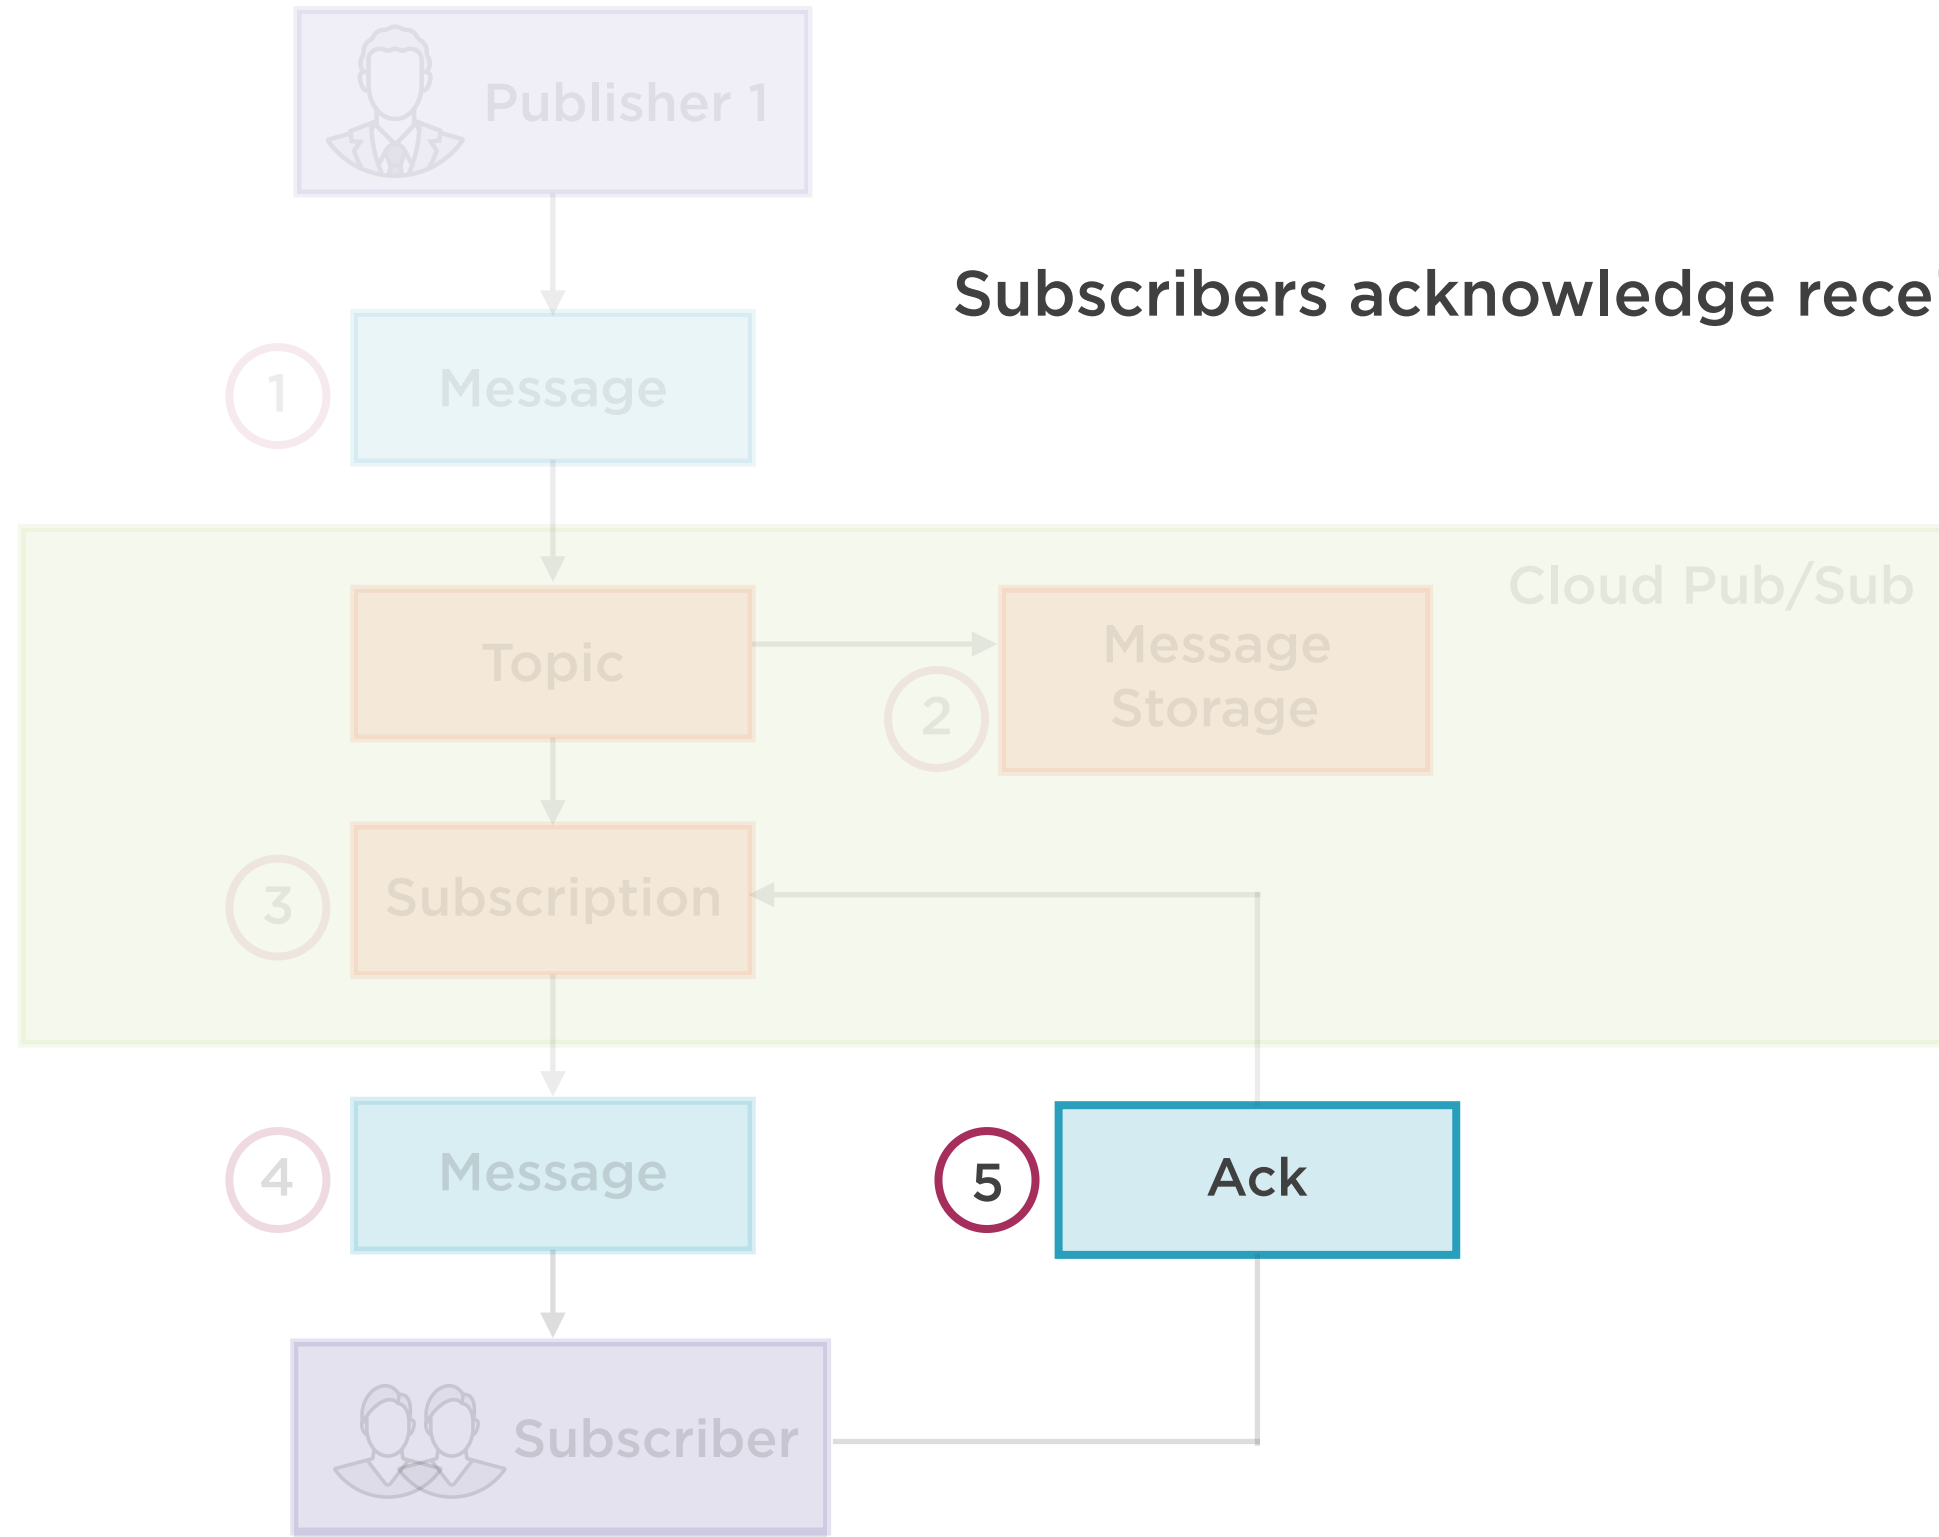 Publisher 1
Subscribers acknowledge
1
Message
Cloud Pub/Sub
Topic
Message
Storage
2
3
Subscription
4
Message
5
Ack
Subscriber